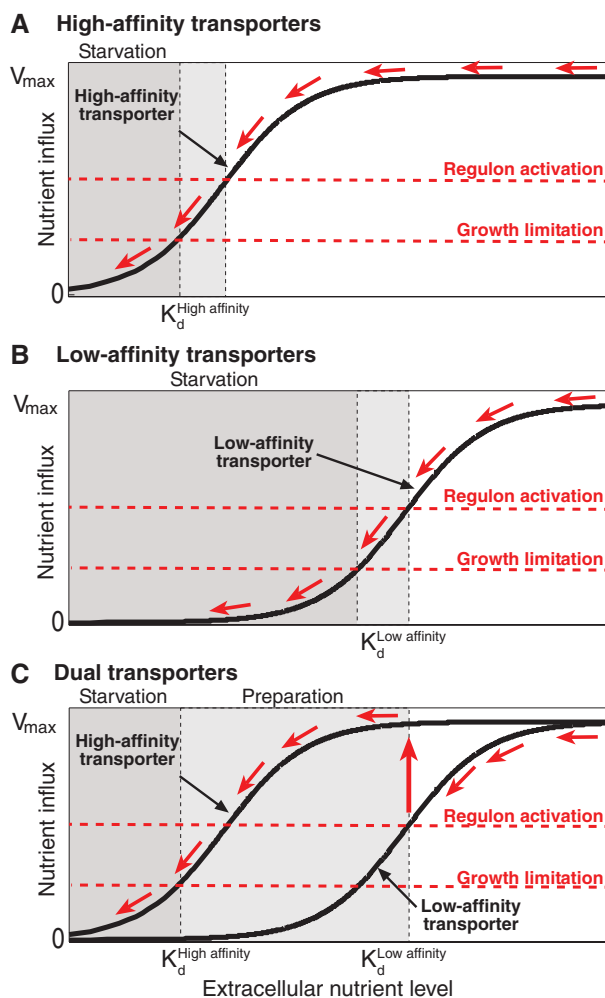 A High-affinity transporters
Starvation
Vmax
High-affinity
transporter
Nutrient influx
Regulon activation
Growth limitation
0
Kd High affinity
B Low-affinity transporters
Starvation
Vmax
Low-affinity
transporter
Nutrient influx
Regulon activation
Growth limitation
0
Kd Low affinity
C Dual transporters
Starvation Preparation
Vmax
High-affinity
transporter
Nutrient influx
Regulon activation
Growth limitation
Low-affinity
transporter
0
Kd High affinity Kd Low affinity
Extracellular nutrient level